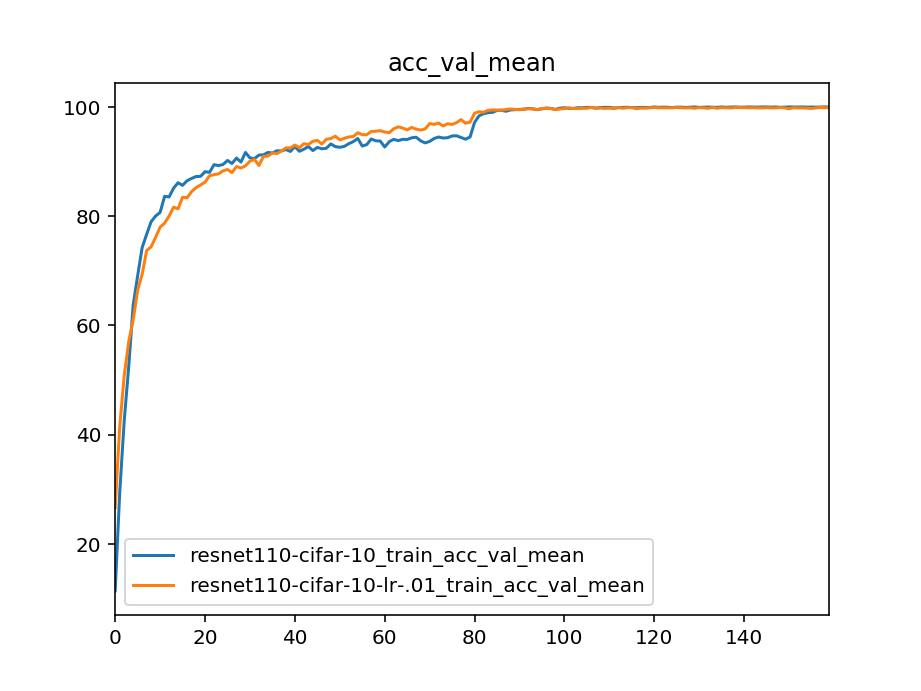 acc_val_mean
100
80
60
40
20
resnet110-cifar-10_train_acc_val_mean
resnet110-cifar-10-lr-.01_train_acc_val_mean
0 20 40 60 80 100 120 140